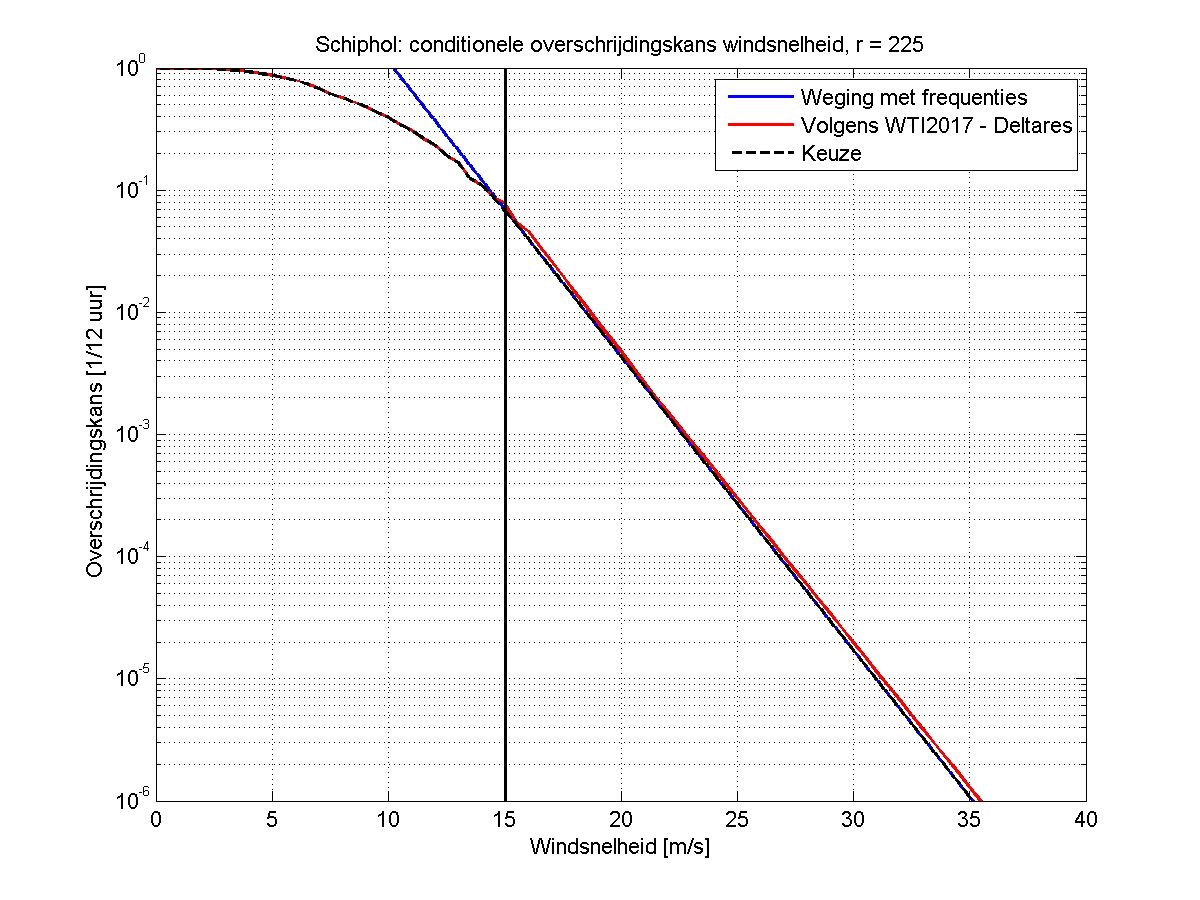 Schiphol: conditionele overschrijdingskans windsnelheid, r = 225
Weging met frequenties
Volgens WTI2017 - Deltares
Keuze
Overschrijdingskans [1/12 uur]
10^0
10^-1
10^-2
10^-3
10^-4
10^-5
10^-6
0 5 10 15 20 25 30 35 40
Windsnelheid [m/s]